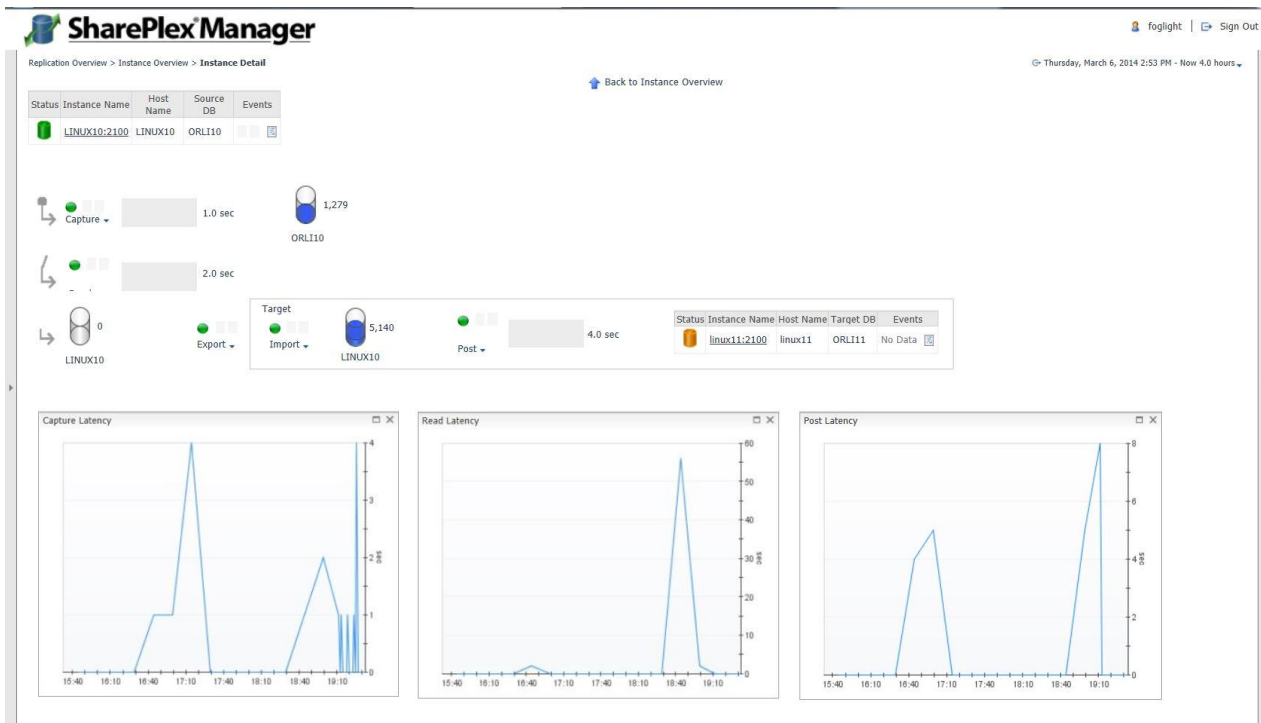 SharePlex Manager
foglight | Sign Out
Replication Overview > Instance Overview > Instance Detail
Thursday, March 6, 2014 2:53 PM - Now 4.0 hours
Back to Instance Overview
Status Instance Name Host Name Source DB Events
LINUX10:2100 LINUX10 ORLI10
Capture 1.0 sec
1,279
ORLI10
2.0 sec
0
LINUX10
Export
Target
Import
5,140
LINUX10
Post
4.0 sec
Status Instance Name Host Name Target DB Events
linux11:2100 linux11 ORLI11 No Data
Capture Latency
4
3
2
1
0
sec
15:40 16:10 16:40 17:10 17:40 18:10 18:40 19:10
Read Latency
60
50
40
30
20
10
0
sec
15:40 16:10 16:40 17:10 17:40 18:10 18:40 19:10
Post Latency
8
6
4
2
0
sec
15:40 16:10 16:40 17:10 17:40 18:10 18:40 19:10